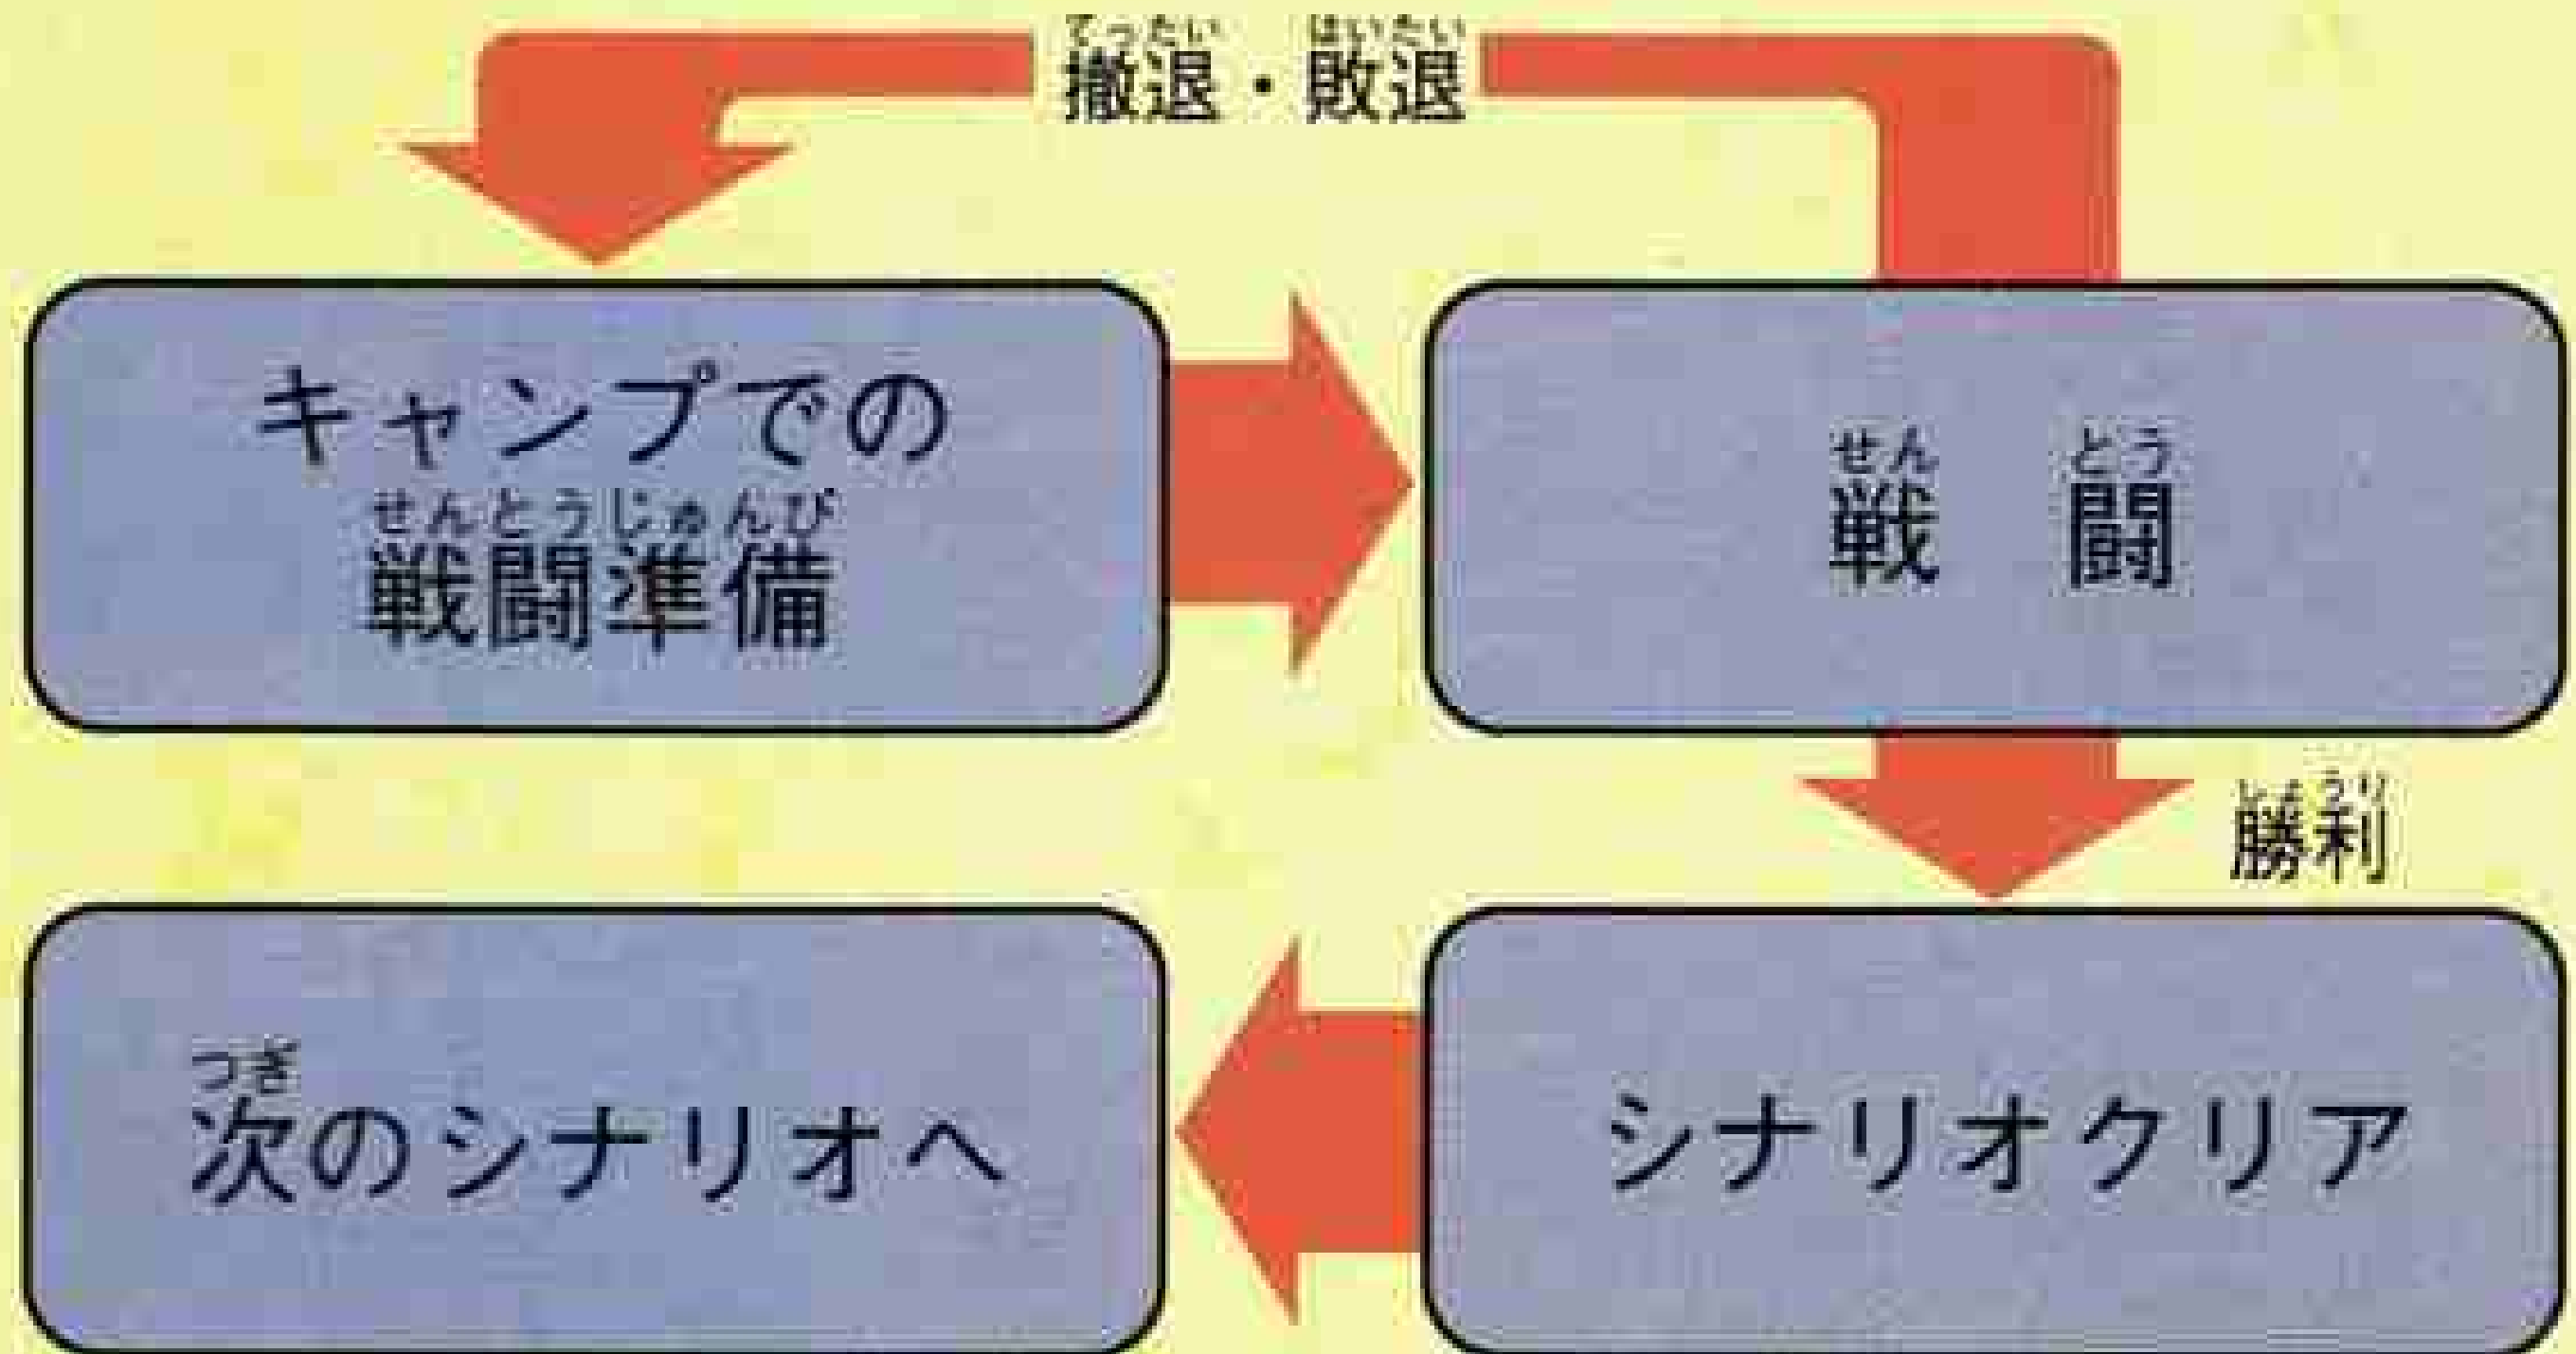 撤退・敗退
キャンプでの
戦闘準備
戦 闘
勝利
次のシナリオへ
シナリオクリア
てったい はいたい
せんとうじゅんび
せん とう
しょうり
つぎ